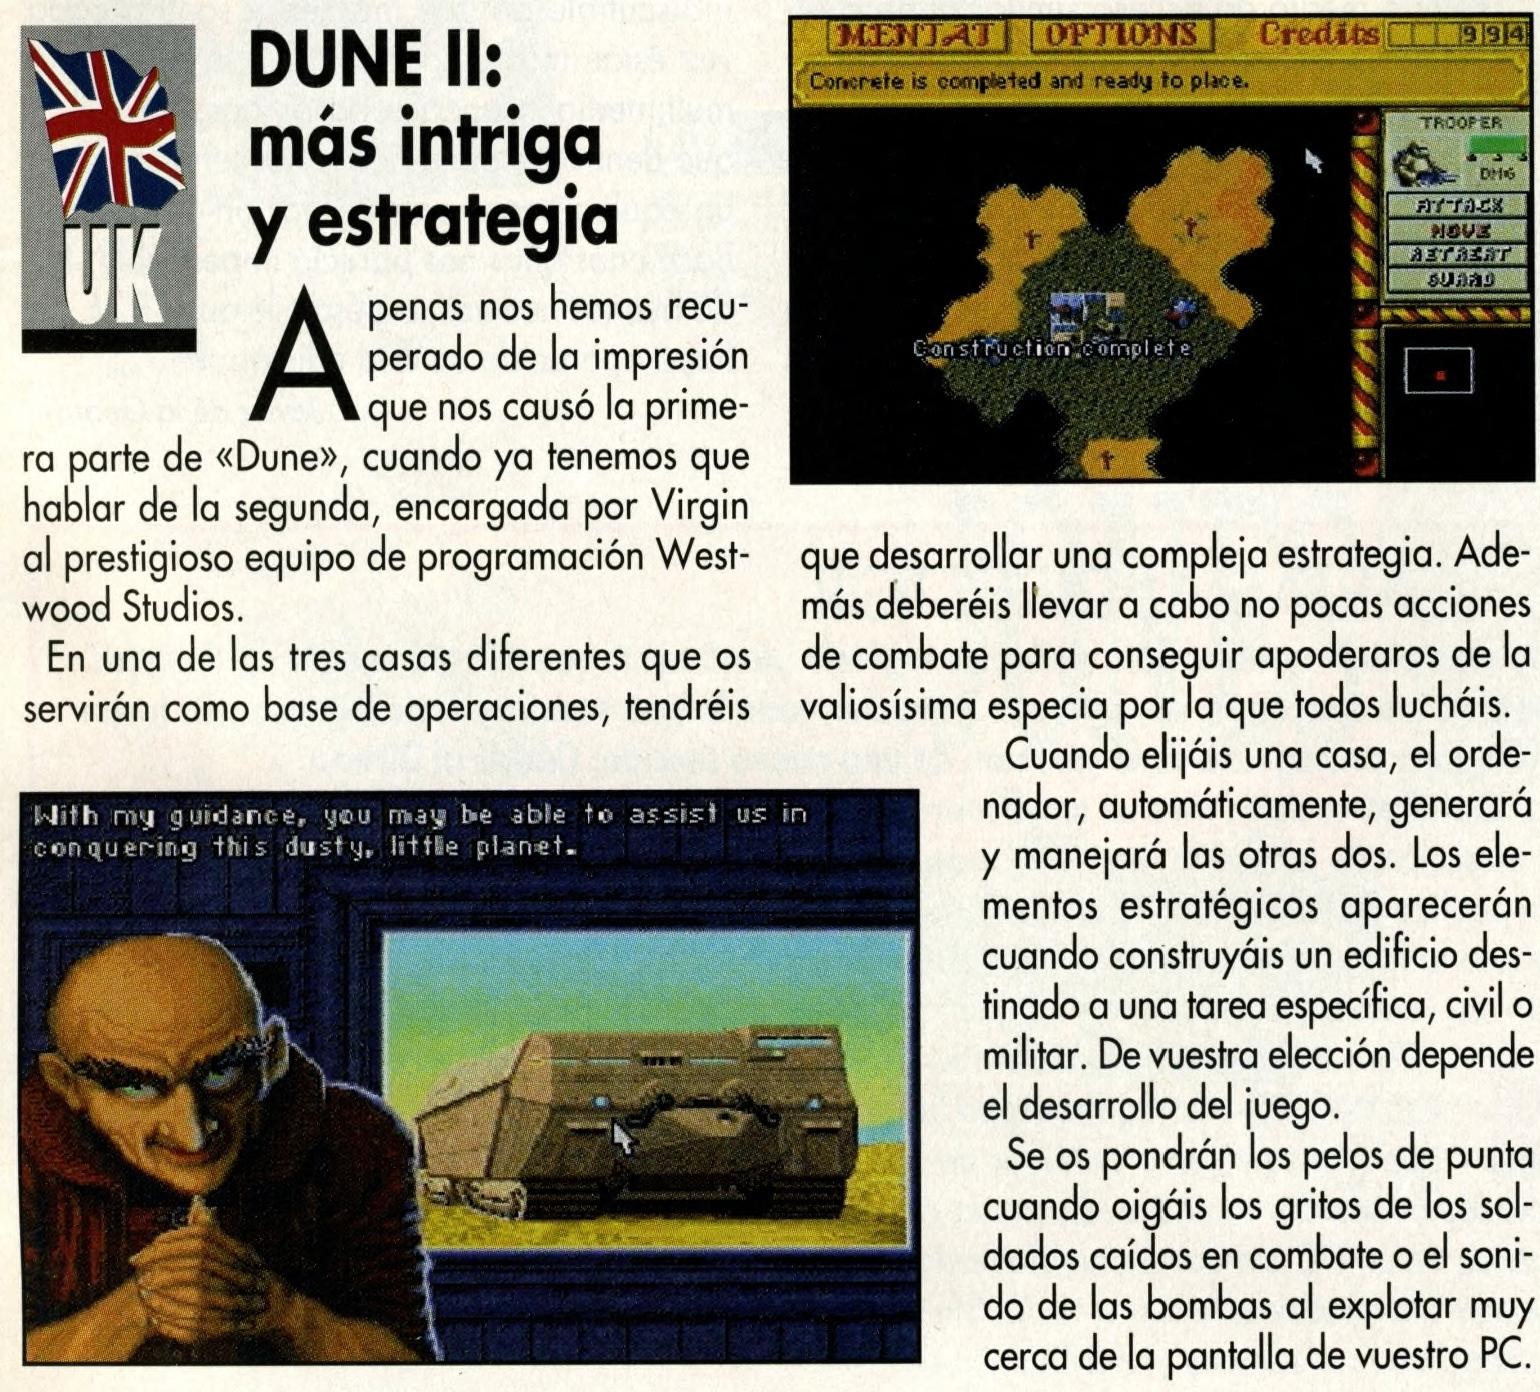 UK
DUNE II:
más intriga
y estrategia
Apenas nos hemos recu-
perado de la impresión
que nos causó la prime-
ra parte de «Dune», cuando ya tenemos que
hablar de la segunda, encargada por Virgin
al prestigioso equipo de programación West-
wood Studios.
En una de las tres casas diferentes que os
servirán como base de operaciones, tendréis
MENTAT OPTIONS Credits 994
Concrete is completed and ready to place.
TROOPER
DMG
ATTACK
MOVE
RETREAT
GUARD
Construction complete
que desarrollar una compleja estrategia. Ade-
más deberéis llevar a cabo no pocas acciones
de combate para conseguir apoderaros de la
valiosísima especia por la que todos lucháis.
Cuando elijáis una casa, el orde-
nador, automáticamente, generará
y manejará las otras dos. Los ele-
mentos estratégicos aparecerán
cuando construyáis un edificio des-
tinado a una tarea específica, civil o
militar. De vuestra elección depende
el desarrollo del juego.
Se os pondrán los pelos de punta
cuando oigáis los gritos de los sol-
dados caídos en combate o el soni-
do de las bombas al explotar muy
cerca de la pantalla de vuestro PC.
With my guidance, you may be able to assist us in
conquering this dusty, little planet.